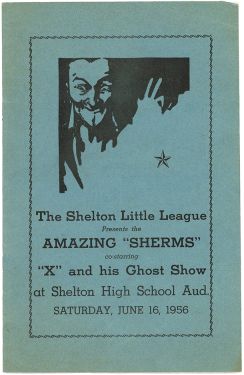 The Shelton Little League
Presents the
AMAZING "SHERMS"
co-starring
"X" and his Ghost Show
at Shelton High School Aud.
SATURDAY, JUNE 16, 1956